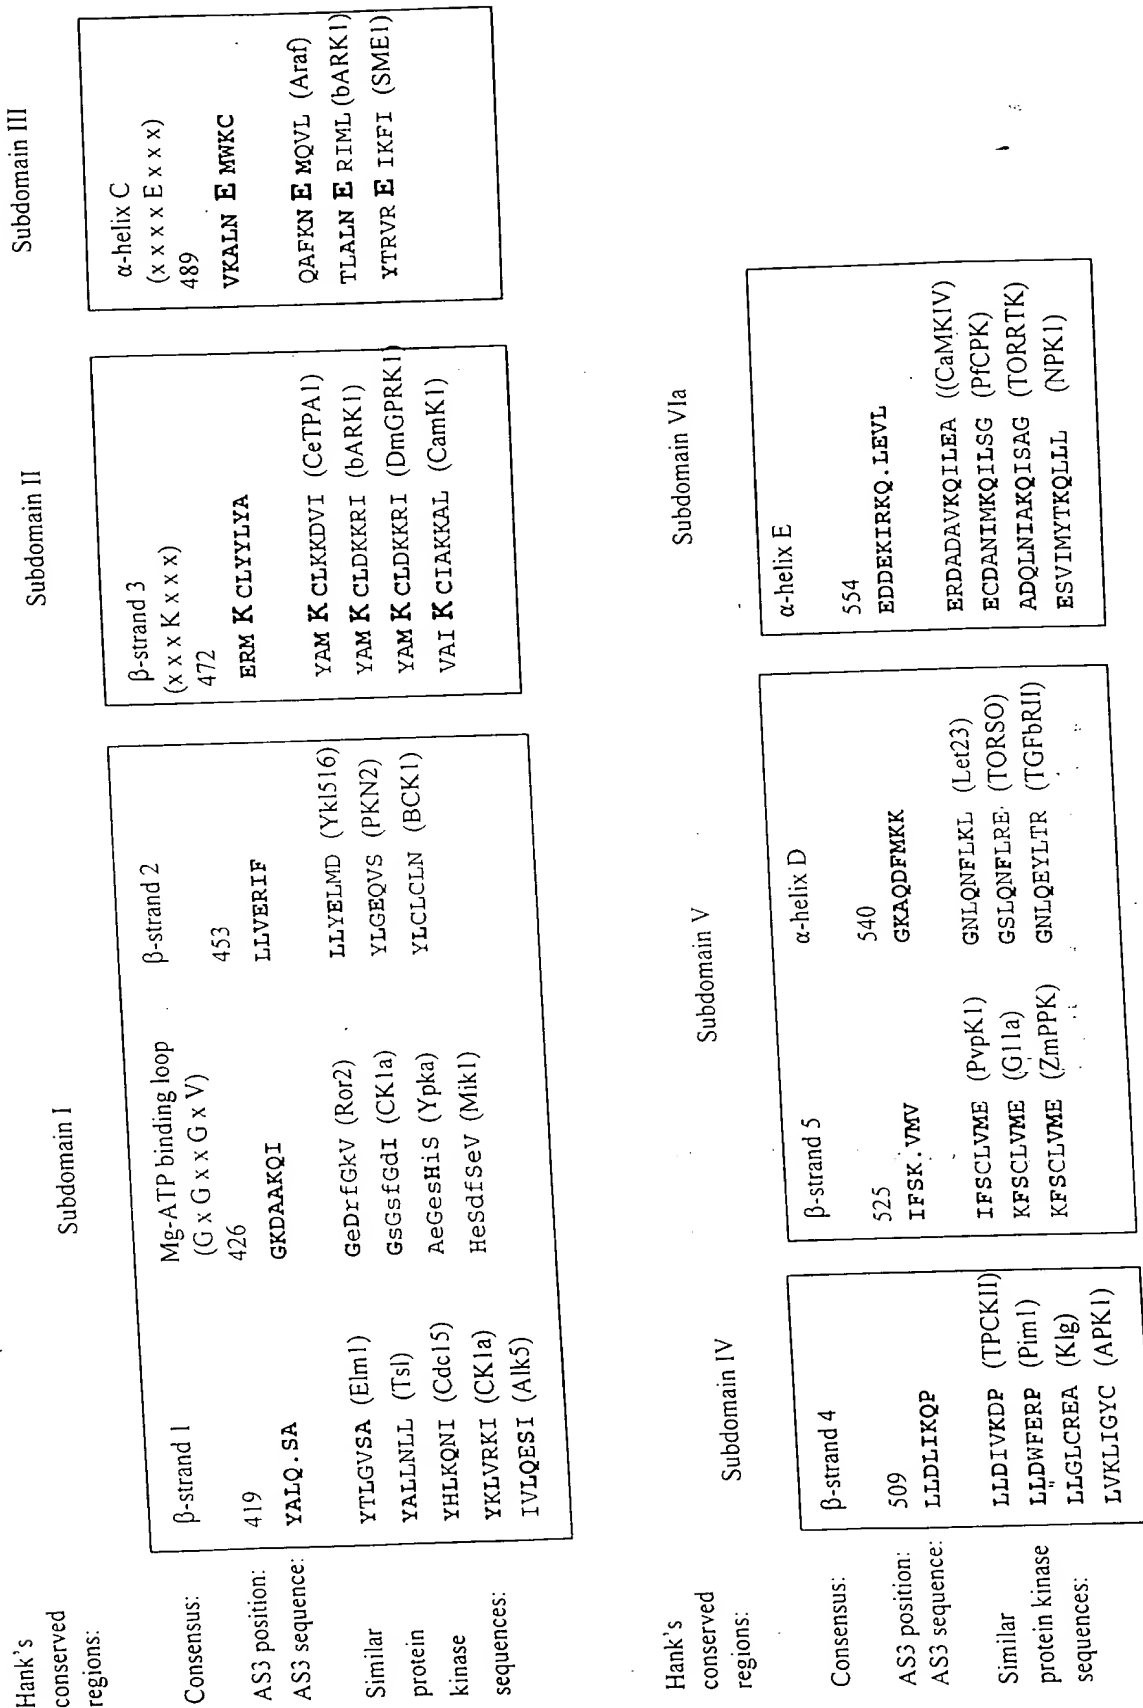 Hank's
conserved
regions:
Subdomain I
Subdomain II
Subdomain III
Consensus:
β-strand 1
Mg-ATP binding loop
(G x G x x G x V)
β-strand 2
β-strand 3
(x x x K x x x x)
α-helix C
(x x x x E x x x)
AS3 position:
419
426
453
472
489
AS3 sequence:
YALQ.SA
GKDAAKQI
LLVERIF
ERM K CLYYLYA
VKALN E MWKC
Similar
protein
kinase
sequences:
YTLGVSA (Elm1)
YALLNLL (Tsl)
YHLKQNI (Cdc15)
YKLVRKI (CK1a)
IVLQESI (Alk5)
GeDrfGkV (Ror2)
GsGsfGdI (CK1a)
AeGesHiS (Ypka)
HeSdfSeV (Mik1)
LLYELMD (Ykl516)
YLGEQVS (PKN2)
YLCLCLN (BCK1)
YAM K CLKKDVI (CeTPA1)
YAM K CLDKKRI (bARK1)
YAM K CLDKKRI (DmGPRK1)
VAI K CIAKKAL (CamK1)
QAFKN E MQVL (Araf)
TLALN E RIML (bARK1)
YTRVR E IKFI (SME1)
Hank's
conserved
regions:
Subdomain IV
Subdomain V
Subdomain VIa
Consensus:
β-strand 4
β-strand 5
α-helix D
α-helix E
AS3 position:
509
525
540
554
AS3 sequence:
LLDLIKQP
IFSK.VMV
GKAQDFMKK
EDDEKIRKQ.LEVL
Similar
protein kinase
sequences:
LLDIVKDP (TPCKII)
LLDWFERP (Pim1)
LLGLCREA (Klg)
LVKLIGYC (APK1)
IFSCLVME (PvpK1)
KFSCLVME (G11a)
KFSCLVME (ZmPPK)
GNLQNFLKL (Let23)
GSLQNFLRE (TORSO)
GNLQEYLTR (TGFbRII)
ERDADAVKQILEA ((CaMKIV)
ECDANIMKQILSG (PfCPK)
ADQLNIAKQISAG (TORRTK)
ESVIMYTKQLLL (NPK1)